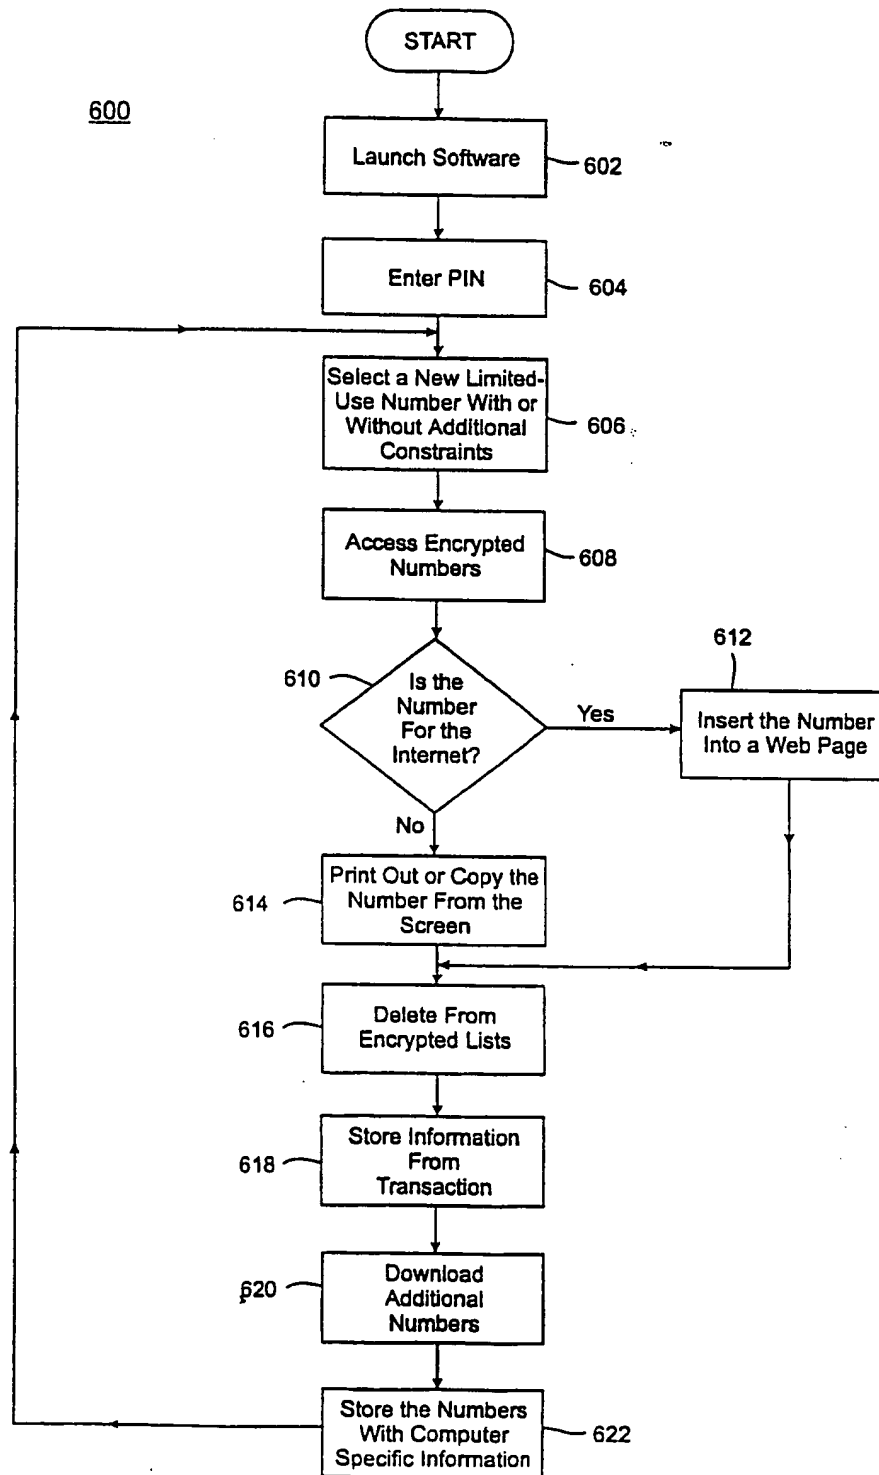 START
600
Launch Software
602
Enter PIN
604
Select a New Limited-
Use Number With or
Without Additional
Constraints
606
Access Encrypted
Numbers
608
610
Is the
Number
For the
Internet?
Yes
612
Insert the Number
Into a Web Page
No
614
Print Out or Copy the
Number From the
Screen
616
Delete From
Encrypted Lists
618
Store Information
From
Transaction
620
Download
Additional
Numbers
Store the Numbers
With Computer
Specific Information
622